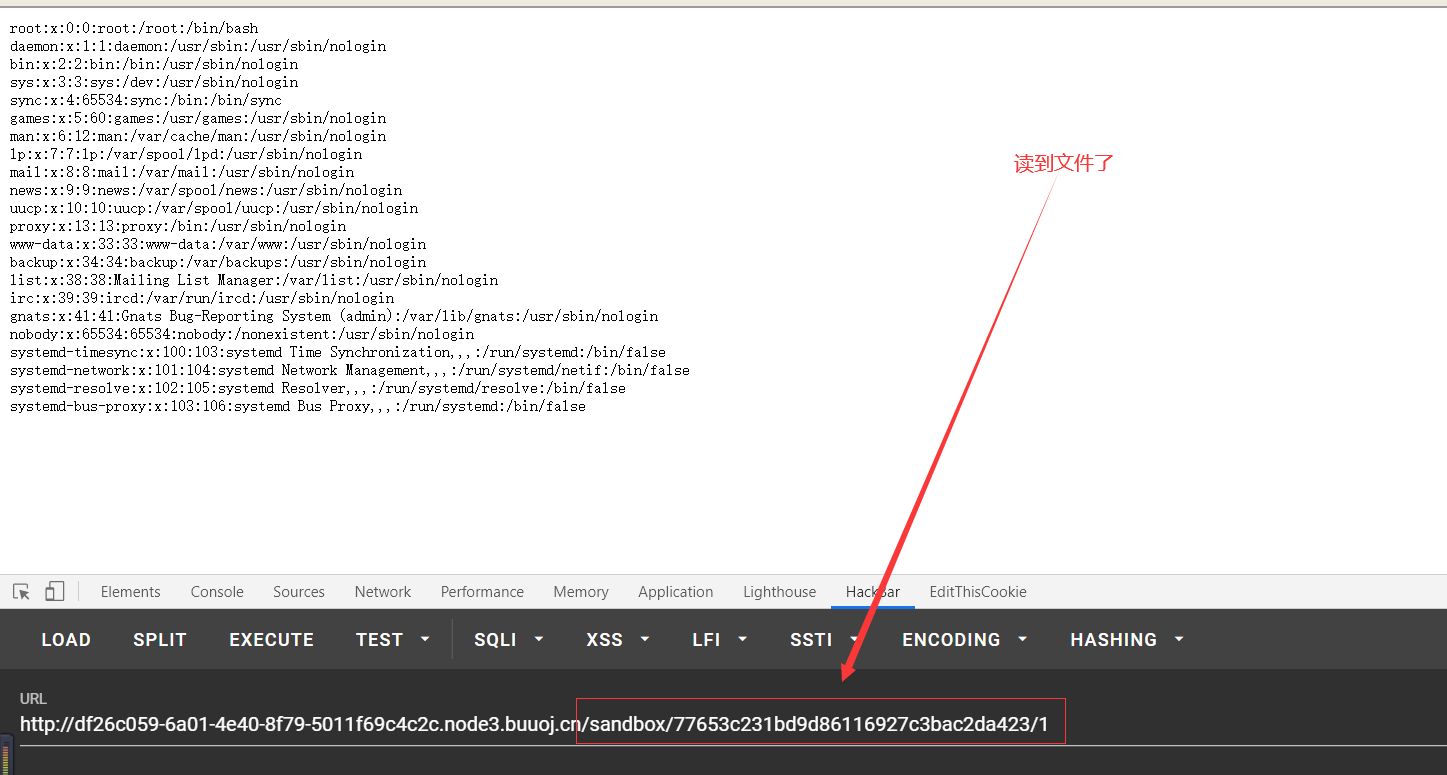 root:x:0:0:root:/root:/bin/bash
daemon:x:1:1:daemon:/usr/sbin:/usr/sbin/nologin
bin:x:2:2:bin:/bin:/usr/sbin/nologin
sys:x:3:3:sys:/dev:/usr/sbin/nologin
sync:x:4:65534:sync:/bin:/bin/sync
games:x:5:60:games:/usr/games:/usr/sbin/nologin
man:x:6:12:man:/var/cache/man:/usr/sbin/nologin
lp:x:7:7:lp:/var/spool/lpd:/usr/sbin/nologin
mail:x:8:8:mail:/var/mail:/usr/sbin/nologin
news:x:9:9:news:/var/spool/news:/usr/sbin/nologin
uucp:x:10:10:uucp:/var/spool/uucp:/usr/sbin/nologin
proxy:x:13:13:proxy:/bin:/usr/sbin/nologin
www-data:x:33:33:www-data:/var/www:/usr/sbin/nologin
backup:x:34:34:backup:/var/backups:/usr/sbin/nologin
list:x:38:38:Mailing List Manager:/var/list:/usr/sbin/nologin
irc:x:39:39:ircd:/var/run/ircd:/usr/sbin/nologin
gnats:x:41:41:Gnats Bug-Reporting System (admin):/var/lib/gnats:/usr/sbin/nologin
nobody:x:65534:65534:nobody:/nonexistent:/usr/sbin/nologin
systemd-timesync:x:100:103:systemd Time Synchronization,,,:/run/systemd:/bin/false
systemd-network:x:101:104:systemd Network Management,,,:/run/systemd/netif:/bin/false
systemd-resolve:x:102:105:systemd Resolver,,,:/run/systemd/resolve:/bin/false
systemd-bus-proxy:x:103:106:systemd Bus Proxy,,,:/run/systemd:/bin/false
读到文件了
Elements Console Sources Network Performance Memory Application Lighthouse HackBar EditThisCookie
LOAD SPLIT EXECUTE TEST SQLI XSS LFI SSTI ENCODING HASHING
URL
http://df26c059-6a01-4e40-8f79-5011f69c4c2c.node3.buuoj.cn/sandbox/77653c231bd9d86116927c3bac2da423/1